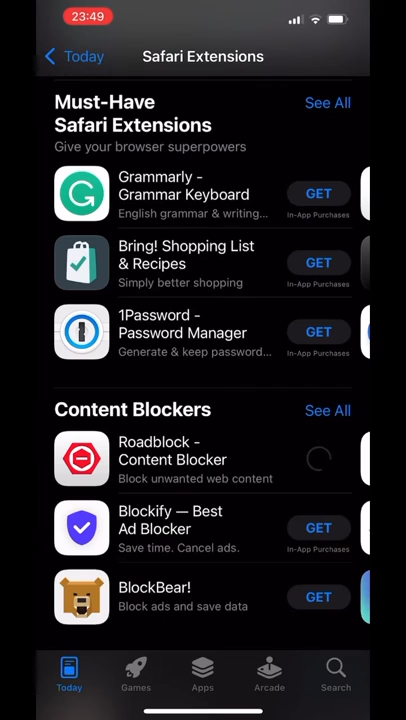 23:49
Today
Safari Extensions
Must-Have
Safari Extensions
See All
Give your browser superpowers
Grammarly -
Grammar Keyboard
English grammar & writing...
GET
In-App Purchases
Bring! Shopping List
& Recipes
Simply better shopping
GET
In-App Purchases
1Password -
Password Manager
Generate & keep password...
GET
In-App Purchases
Content Blockers
See All
Roadblock -
Content Blocker
Block unwanted web content
Blockify — Best
Ad Blocker
Save time. Cancel ads.
GET
In-App Purchases
BlockBear!
Block ads and save data
GET
Today
Games
Apps
Arcade
Search